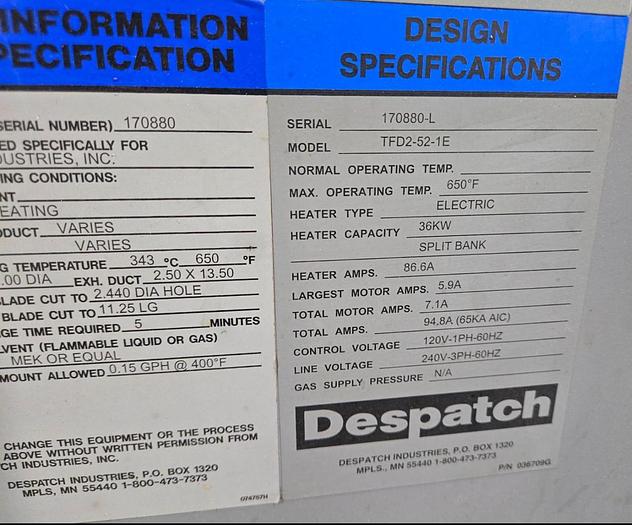 INFORMATION
SPECIFICATION
SERIAL NUMBER) 170880
ED SPECIFICALLY FOR
DUSTRIES, INC.
ING CONDITIONS:
NT
EATING
ODUCT VARIES
VARIES
G TEMPERATURE 343 °C 650 °F
.00 DIA EXH. DUCT 2.50 X 13.50
BLADE CUT TO 2.440 DIA HOLE
BLADE CUT TO 11.25 LG
GE TIME REQUIRED 5 MINUTES
VENT (FLAMMABLE LIQUID OR GAS)
MEK OR EQUAL
MOUNT ALLOWED 0.15 GPH @ 400°F
CHANGE THIS EQUIPMENT OR THE PROCESS
ABOVE WITHOUT WRITTEN PERMISSION FROM
CH INDUSTRIES, INC.
DESPATCH INDUSTRIES, P.O. BOX 1320
MPLS, MN 55440 1-800-473-7373
074757H
DESIGN
SPECIFICATIONS
SERIAL 170880-L
MODEL TFD2-52-1E
NORMAL OPERATING TEMP.
MAX. OPERATING TEMP. 650°F
HEATER TYPE ELECTRIC
HEATER CAPACITY 36KW
SPLIT BANK
HEATER AMPS. 86.6A
LARGEST MOTOR AMPS. 5.9A
TOTAL MOTOR AMPS. 7.1A
TOTAL AMPS. 94.8A (65KA AIC)
CONTROL VOLTAGE 120V-1PH-60HZ
LINE VOLTAGE 240V-3PH-60HZ
GAS SUPPLY PRESSURE N/A
Despatch
DESPATCH INDUSTRIES, P.O. BOX 1320
MPLS., MN 55440 1-800-473-7373
P/N 036709G